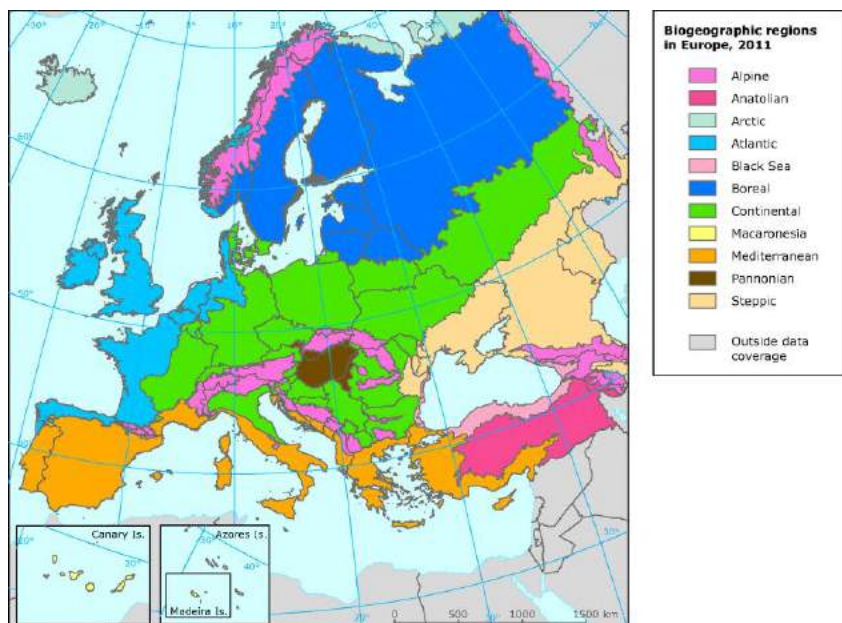 Biogeographic regions
in Europe, 2011
Alpine
Anatolian
Arctic
Atlantic
Black Sea
Boreal
Continental
Macaronesia
Mediterranean
Pannonian
Steppic
Outside data
coverage
Canary Is.
Azores Is.
Madeira Is.
0 500 1000 1500 km